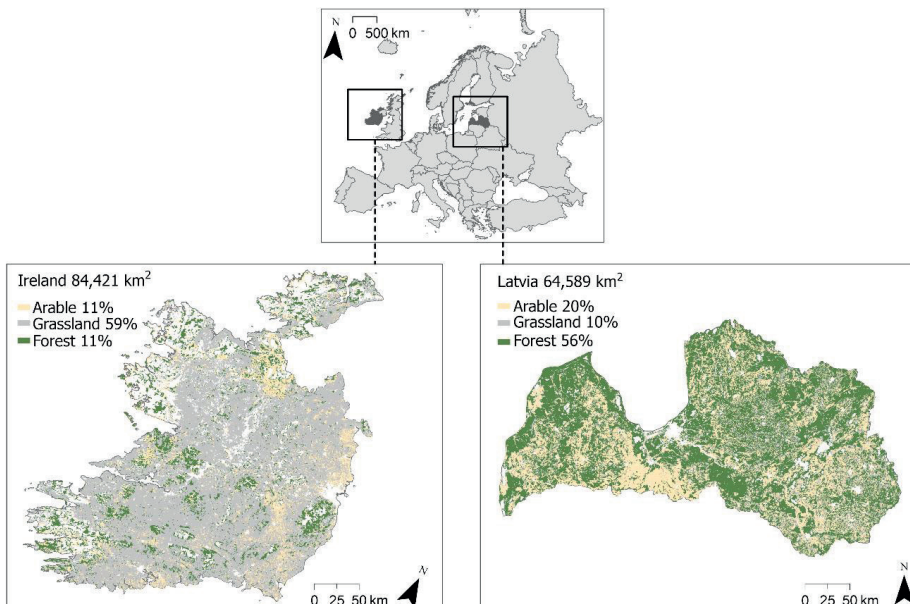 N
0 500 km
Ireland 84,421 km²
Arable 11%
Grassland 59%
Forest 11%
N
0 25 50 km
Latvia 64,589 km²
Arable 20%
Grassland 10%
Forest 56%
N
0 25 50 km